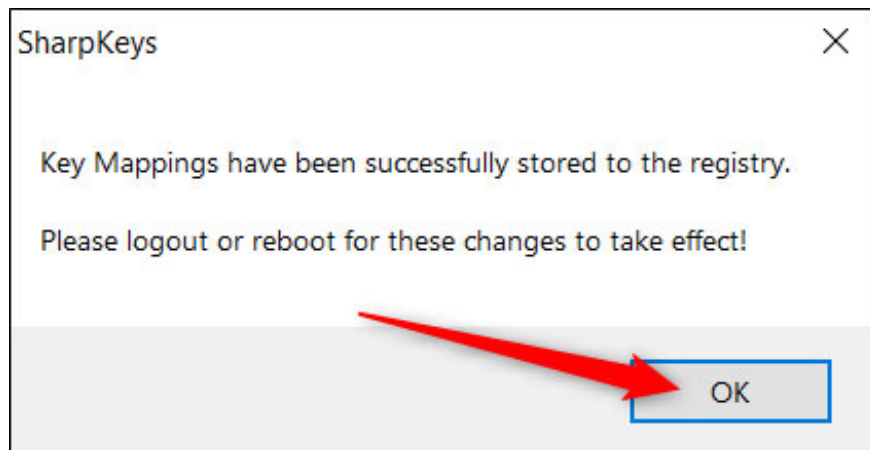 SharpKeys
Key Mappings have been successfully stored to the registry.
Please logout or reboot for these changes to take effect!
OK